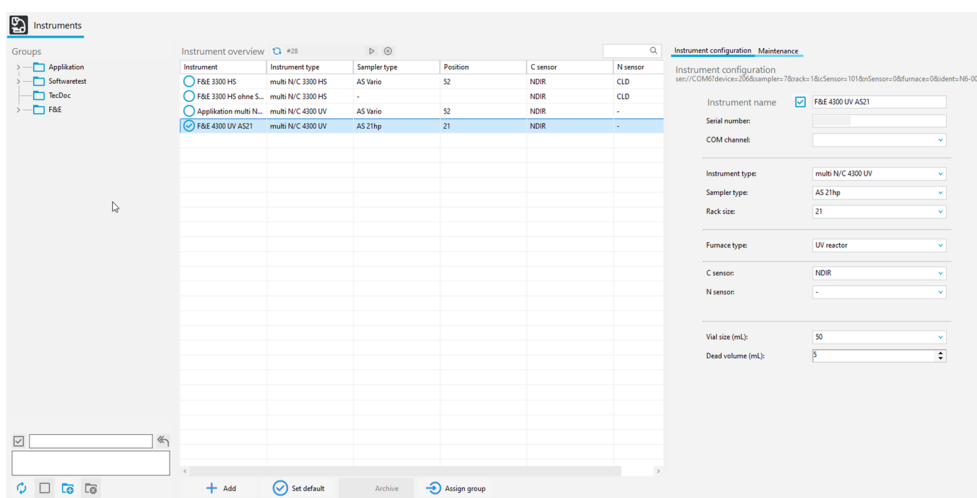 Instruments
Groups
Applikation
Softwaretest
TecDoc
F&E
Instrument overview #28
Instrument Instrument type Sampler type Position C sensor N sensor
F&E 3300 HS multi N/C 3300 HS AS Vario 52 NDIR CLD
F&E 3300 HS ohne S... multi N/C 3300 HS - NDIR CLD
Applikation multi N... multi N/C 4300 UV AS Vario 52 NDIR -
F&E 4300 UV AS21 multi N/C 4300 UV AS 21hp 21 NDIR -
Add Set default Archive Assign group
Instrument configuration Maintenance
Instrument configuration
ser://COM6?device=206&sampler=7&rack=1&cSensor=101&nSensor=0&furnace=0&ident=N6-00
Instrument name F&E 4300 UV AS21
Serial number:
COM channel:
Instrument type: multi N/C 4300 UV
Sampler type: AS 21hp
Rack size: 21
Furnace type: UV reactor
C sensor: NDIR
N sensor: -
Vial size (mL): 50
Dead volume (mL): 5